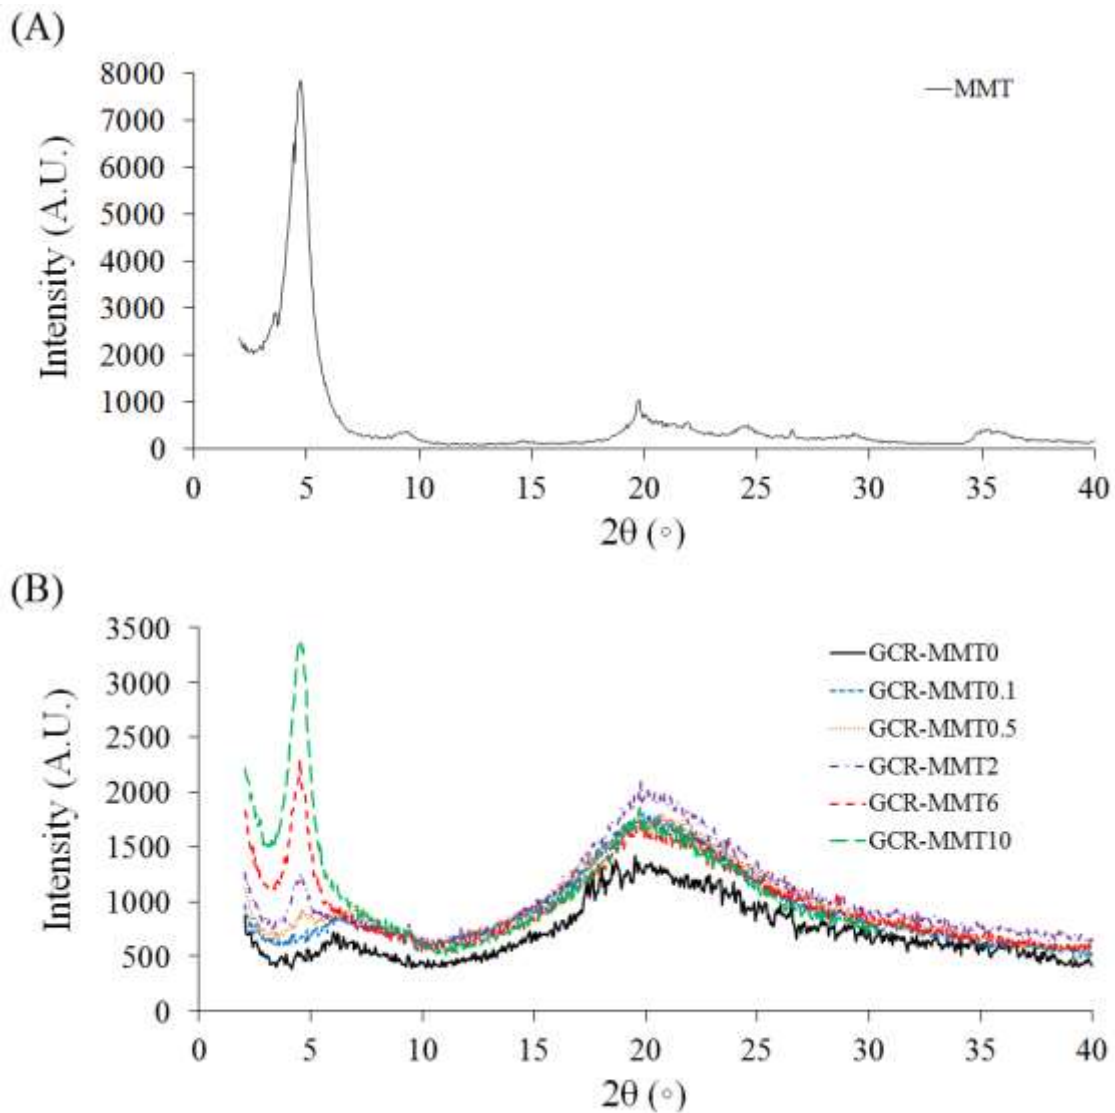 (A)
8000
7000
6000
5000
4000
3000
2000
1000
0
Intensity (A.U.)
MMT
0 5 10 15 20 25 30 35 40
2θ (°)
(B)
3500
3000
2500
2000
1500
1000
500
0
Intensity (A.U.)
GCR-MMT0
GCR-MMT0.1
GCR-MMT0.5
GCR-MMT2
GCR-MMT6
GCR-MMT10
0 5 10 15 20 25 30 35 40
2θ (°)